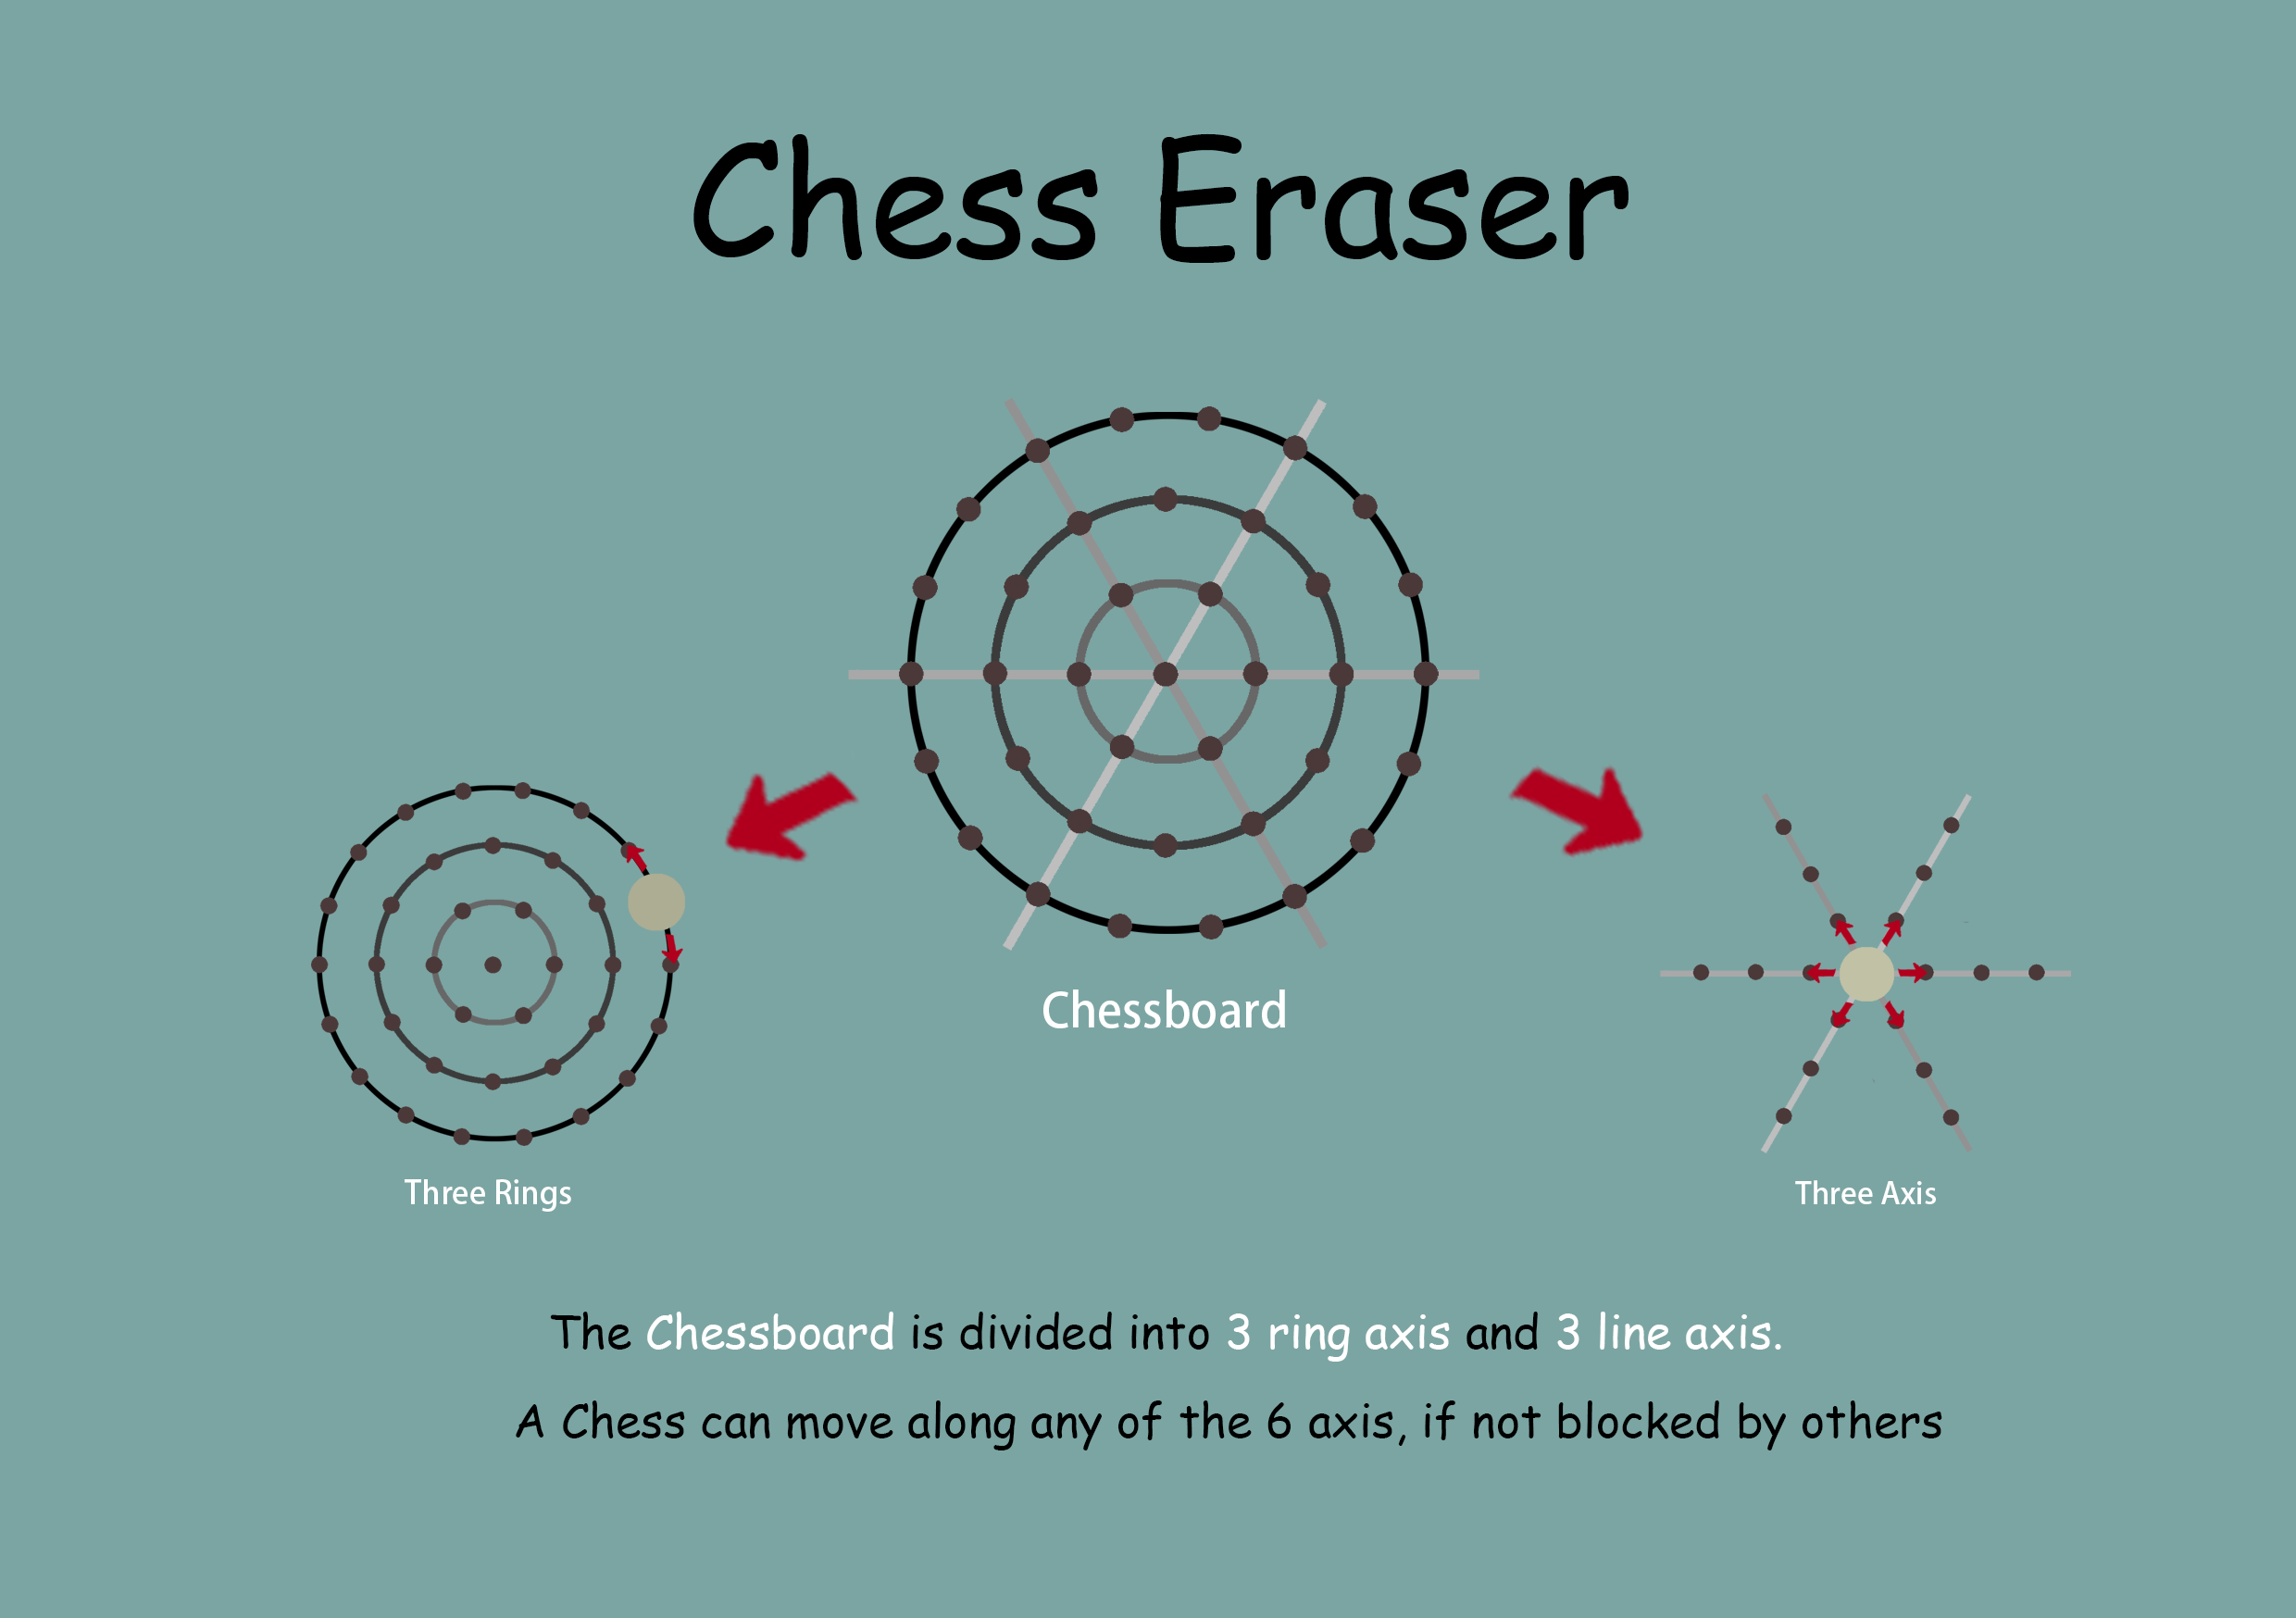 Chess Eraser
Chessboard
Three Rings
Three Axis
The Chessboard is divided into 3 ring axis and 3 line axis.
A Chess can move along any of the 6 axis, if not blocked by others